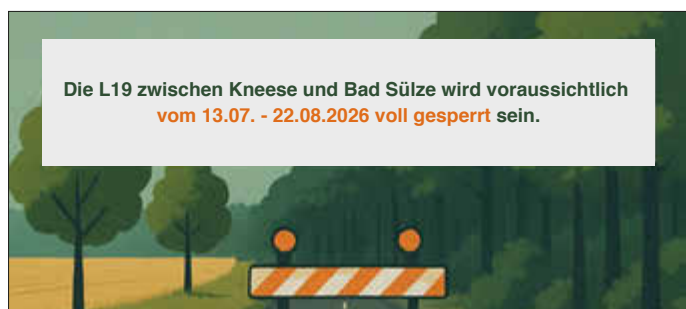 Die L19 zwischen Kneese und Bad Sülze wird voraussichtlich
vom 13.07. - 22.08.2026 voll gesperrt sein.